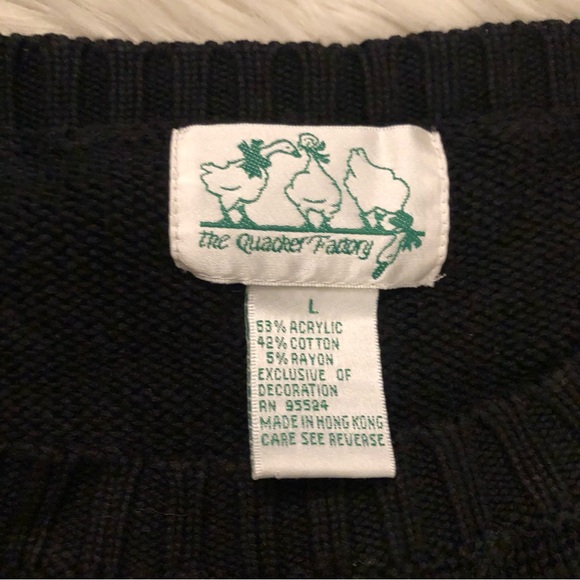 the Quacker Factory
L
53% ACRYLIC
42% COTTON
5% RAYON
EXCLUSIVE OF
DECORATION
RN 95524
MADE IN HONG KONG
CARE SEE REVERSE